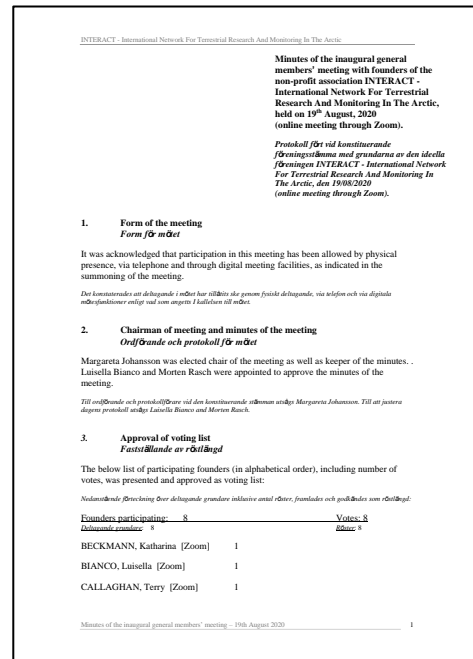 INTERACT - International Network For Terrestrial Research And Monitoring In The Arctic
Minutes of the inaugural general
members' meeting with founders of the
non-profit association INTERACT -
International Network For Terrestrial
Research And Monitoring In The Arctic,
held on 19th August, 2020
(online meeting through Zoom).
Protokoll fört vid konstituerande
föreningsstämma med grundarna av den ideella
föreningen INTERACT - International Network
For Terrestrial Research And Monitoring In
The Arctic, den 19/08/2020
(online meeting through Zoom).
1. Form of the meeting
Form för mötet
It was acknowledged that participation in this meeting has been allowed by physical
presence, via telephone and through digital meeting facilities, as indicated in the
summoning of the meeting.
Det konstaterades att deltagande i mötet har tillåtits ske genom fysiskt deltagande, via telefon och via digitala
mötesfunktioner enligt vad som angetts I kallelsen till mötet.
2. Chairman of meeting and minutes of the meeting
Ordförande och protokoll för mötet
Margareta Johansson was elected chair of the meeting as well as keeper of the minutes. .
Luisella Bianco and Morten Rasch were appointed to approve the minutes of the
meeting.
Till ordförande och protokollförare vid den konstituerande stämman utsågs Margareta Johansson. Till att justera
dagens protokoll utsågs Luisella Bianco och Morten Rasch.
3. Approval of voting list
Fastställande av röstlängd
The below list of participating founders (in alphabetical order), including number of
votes, was presented and approved as voting list:
Nedanstående förteckning över deltagande grundare inklusive antal röster, framlades och godkändes som röstlängd:
Founders participating: 8 Votes: 8
Deltagande grundare: 8 Röster: 8
BECKMANN, Katharina [Zoom] 1
BIANCO, Luisella [Zoom] 1
CALLAGHAN, Terry [Zoom] 1
Minutes of the inaugural general members' meeting – 19th August 2020 1